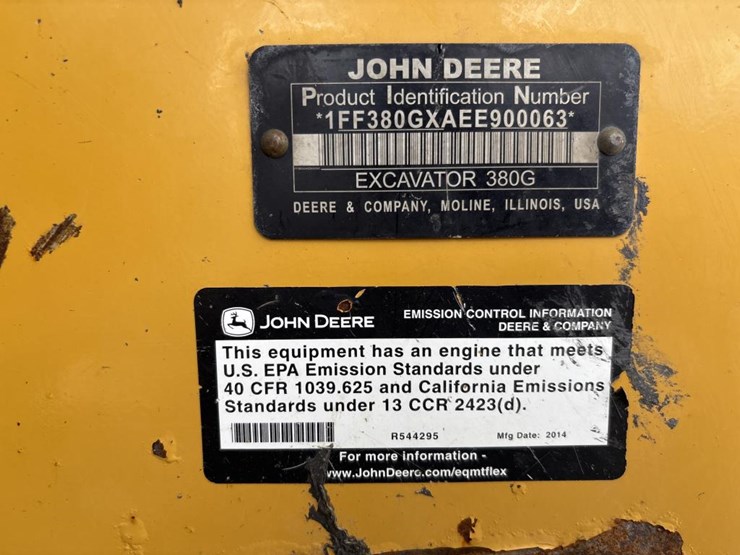 JOHN DEERE
Product Identification Number
*1FF380GXAEE900063*
EXCAVATOR 380G
DEERE & COMPANY, MOLINE, ILLINOIS, USA
JOHN DEERE
EMISSION CONTROL INFORMATION
DEERE & COMPANY
This equipment has an engine that meets
U.S. EPA Emission Standards under
40 CFR 1039.625 and California Emissions
Standards under 13 CCR 2423(d).
R544295 Mfg Date: 2014
For more information -
www.JohnDeere.com/eqmtflex